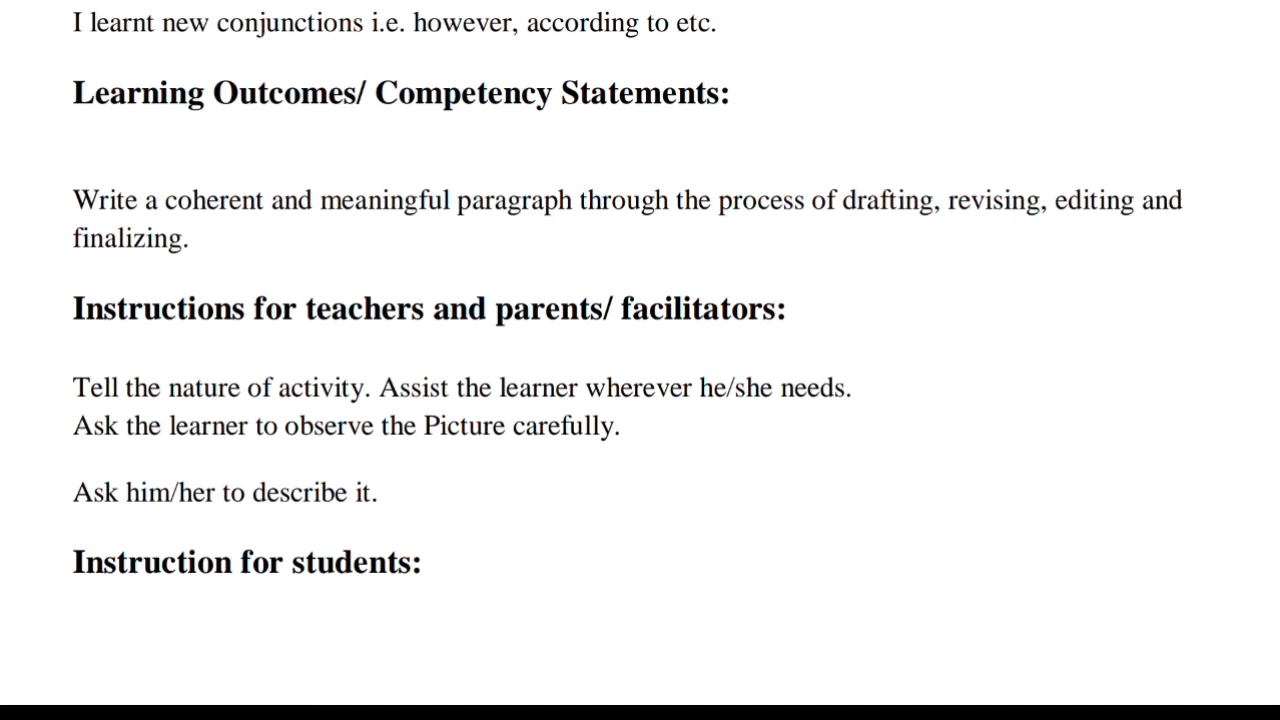 I learnt new conjunctions i.e. however, according to etc.
Learning Outcomes/ Competency Statements:
Write a coherent and meaningful paragraph through the process of drafting, revising, editing and
finalizing.
Instructions for teachers and parents/ facilitators:
Tell the nature of activity. Assist the learner wherever he/she needs.
Ask the learner to observe the Picture carefully.
Ask him/her to describe it.
Instruction for students: